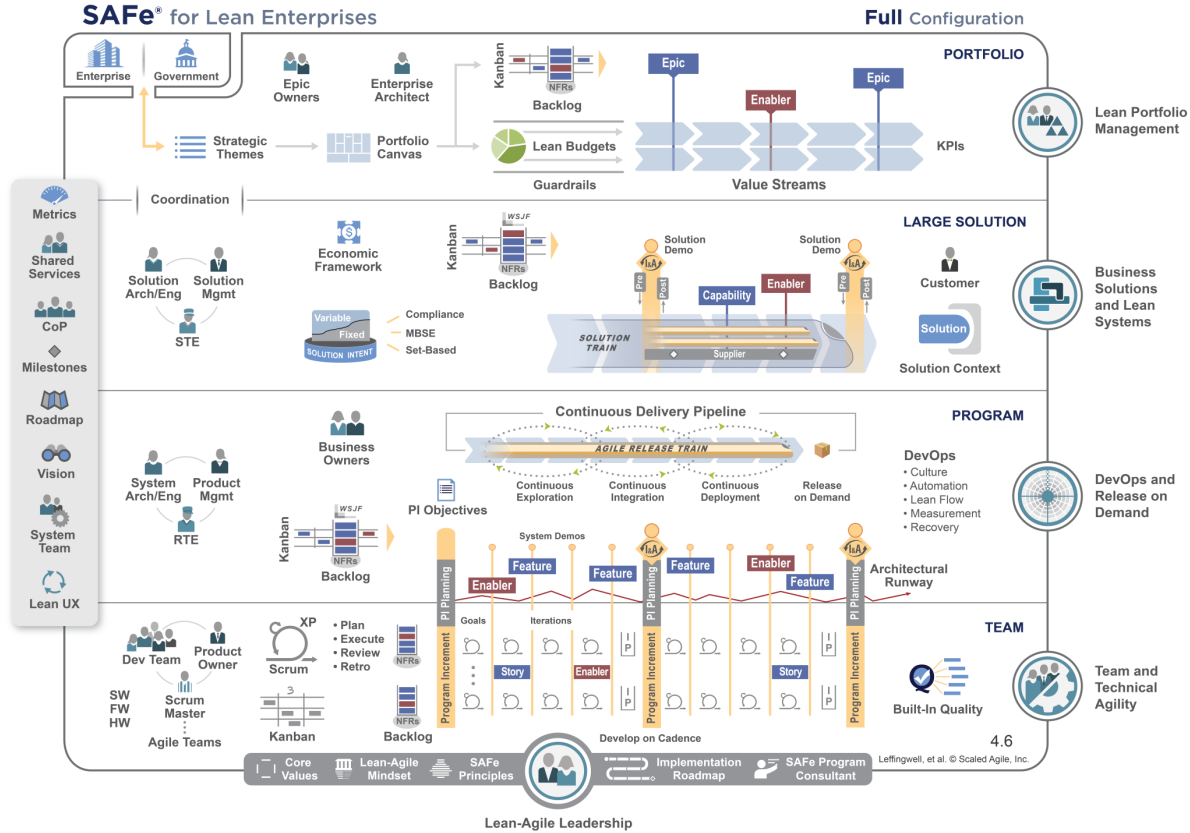 SAFe® for Lean Enterprises
Full Configuration
Enterprise
Government
Epic
Owners
Enterprise
Architect
Kanban
NFRs
Backlog
Epic
Enabler
Epic
PORTFOLIO
Lean Portfolio
Management
Strategic
Themes
Portfolio
Canvas
Lean Budgets
Guardrails
Value Streams
KPIs
Metrics
Shared
Services
CoP
Milestones
Roadmap
Vision
System
Team
Lean UX
Coordination
LARGE SOLUTION
Solution
Arch/Eng
Solution
Mgmt
STE
Economic
Framework
Variable
Fixed
SOLUTION INTENT
Compliance
MBSE
Set-Based
Kanban
WSJF
NFRs
Backlog
Solution
Demo
I&A
Pre
Post
Capability
Enabler
Solution
Demo
I&A
Pre
Post
SOLUTION
TRAIN
Supplier
Customer
Solution
Solution Context
Business
Solutions
and Lean
Systems
PROGRAM
Business
Owners
System
Arch/Eng
Product
Mgmt
RTE
Continuous Delivery Pipeline
AGILE RELEASE TRAIN
Continuous
Exploration
Continuous
Integration
Continuous
Deployment
Release
on Demand
DevOps
• Culture
• Automation
• Lean Flow
• Measurement
• Recovery
DevOps and
Release on
Demand
PI Objectives
Kanban
WSJF
NFRs
Backlog
System Demos
I&A
I&A
Enabler
Feature
Feature
Feature
Enabler
Feature
Architectural
Runway
PI Planning
PI Planning
PI Planning
TEAM
Dev Team
Product
Owner
Scrum
Master
Agile Teams
SW
FW
HW
XP
Scrum
• Plan
• Execute
• Review
• Retro
3
Kanban
NFRs
NFRs
Backlog
Program Increment
Program Increment
Program Increment
Goals
Iterations
I P
I P
I P
I P
Story
Enabler
Story
Develop on Cadence
Built-In Quality
Team and
Technical
Agility
4.6
Leffingwell, et al. © Scaled Agile, Inc.
Core
Values
Lean-Agile
Mindset
SAFe
Principles
Implementation
Roadmap
SAFe Program
Consultant
Lean-Agile Leadership